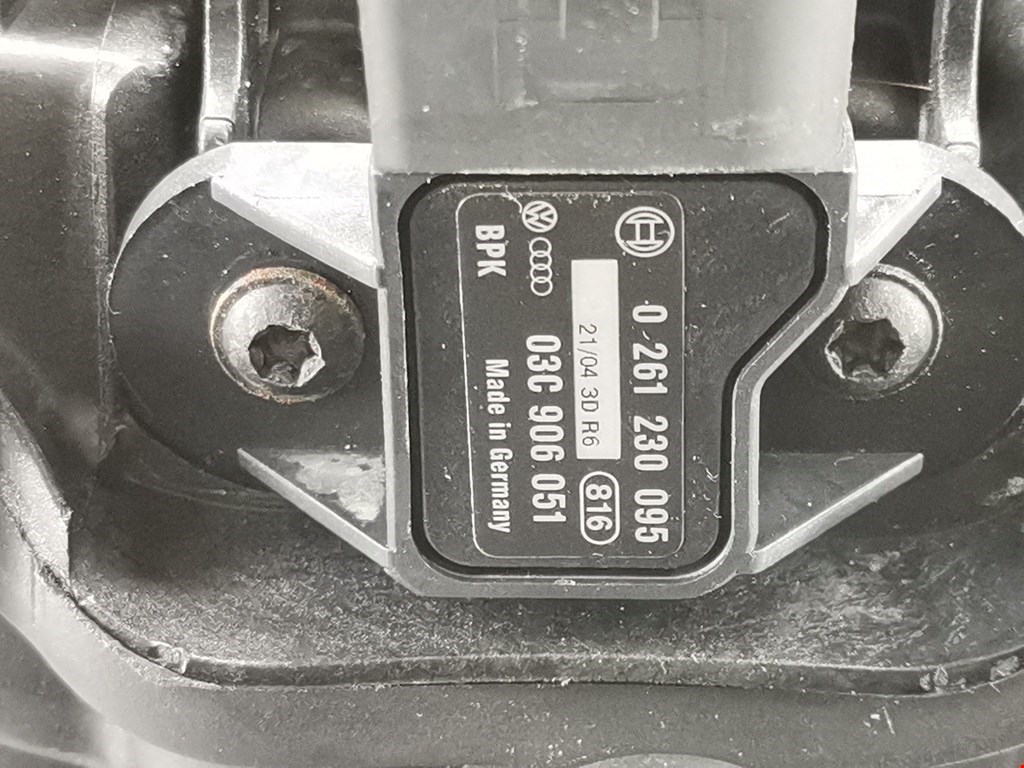 0 261 230 095
21/04 3D R6 816
03C 906 051
BPK Made in Germany